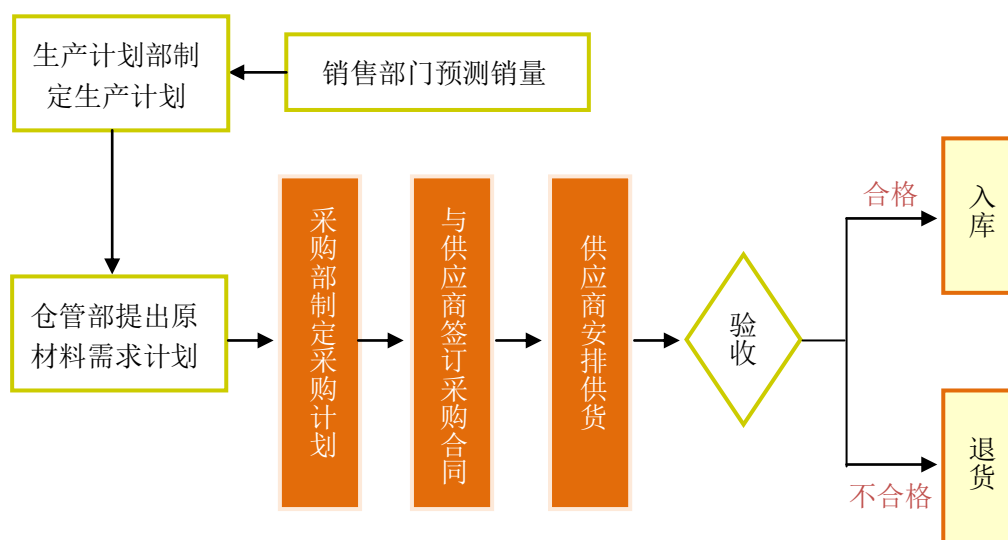 生产计划部制
定生产计划
销售部门预测销量
仓管部提出原
材料需求计划
采购部制定采购计划
与供应商签订采购合同
供应商安排供货
验收
合格
入库
不合格
退货